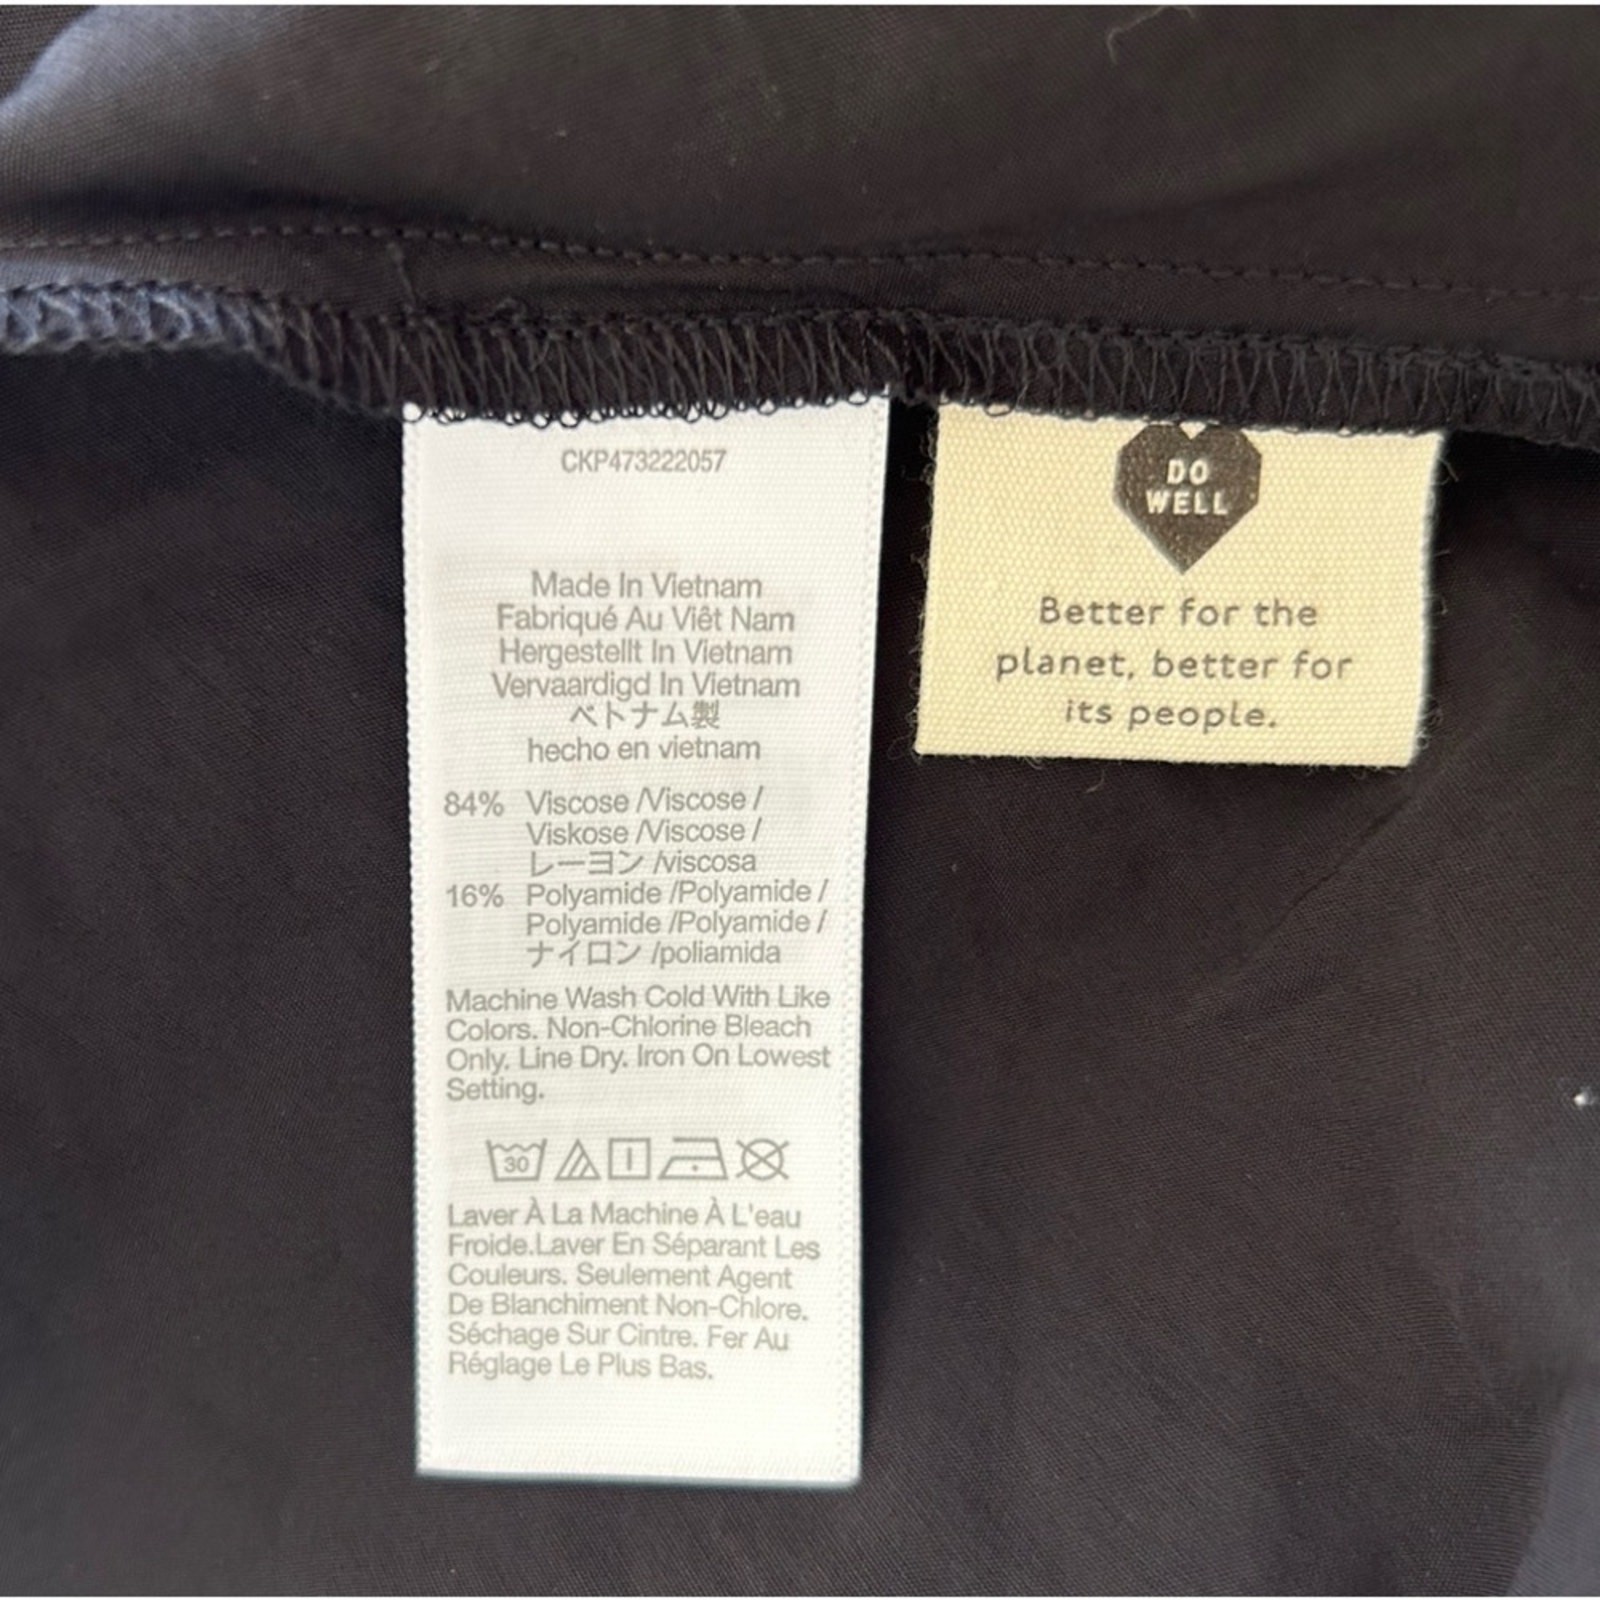 CKP473222057
Made In Vietnam
Fabriqué Au Viêt Nam
Hergestellt In Vietnam
Vervaardigd In Vietnam
ベトナム製
hecho en vietnam
84% Viscose /Viscose /
Viskose /Viscose /
レーヨン /viscosa
16% Polyamide /Polyamide /
Polyamide /Polyamide /
ナイロン /poliamida
Machine Wash Cold With Like
Colors. Non-Chlorine Bleach
Only. Line Dry. Iron On Lowest
Setting.
30
Laver À La Machine À L'eau
Froide.Laver En Séparant Les
Couleurs. Seulement Agent
De Blanchiment Non-Chlore.
Séchage Sur Cintre. Fer Au
Réglage Le Plus Bas.
DO
WELL
Better for the
planet, better for
its people.